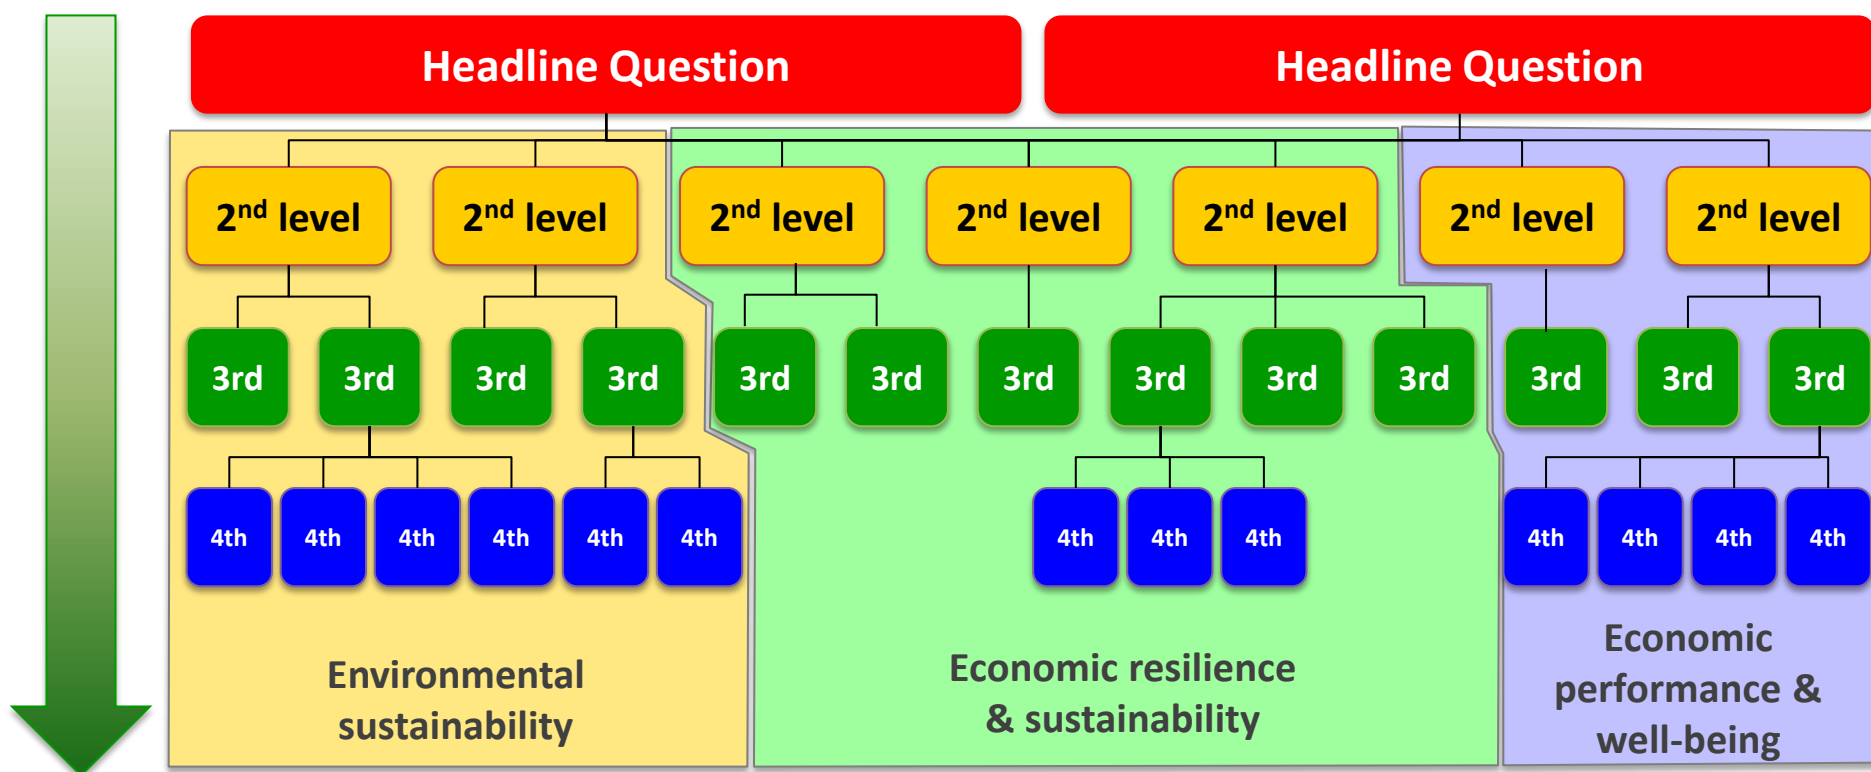 Headline Question
Headline Question
2nd level
2nd level
2nd level
2nd level
2nd level
2nd level
2nd level
3rd
3rd
3rd
3rd
3rd
3rd
3rd
3rd
3rd
3rd
3rd
3rd
3rd
4th
4th
4th
4th
4th
4th
4th
4th
4th
4th
4th
4th
4th
Environmental
sustainability
Economic resilience
& sustainability
Economic
performance &
well-being